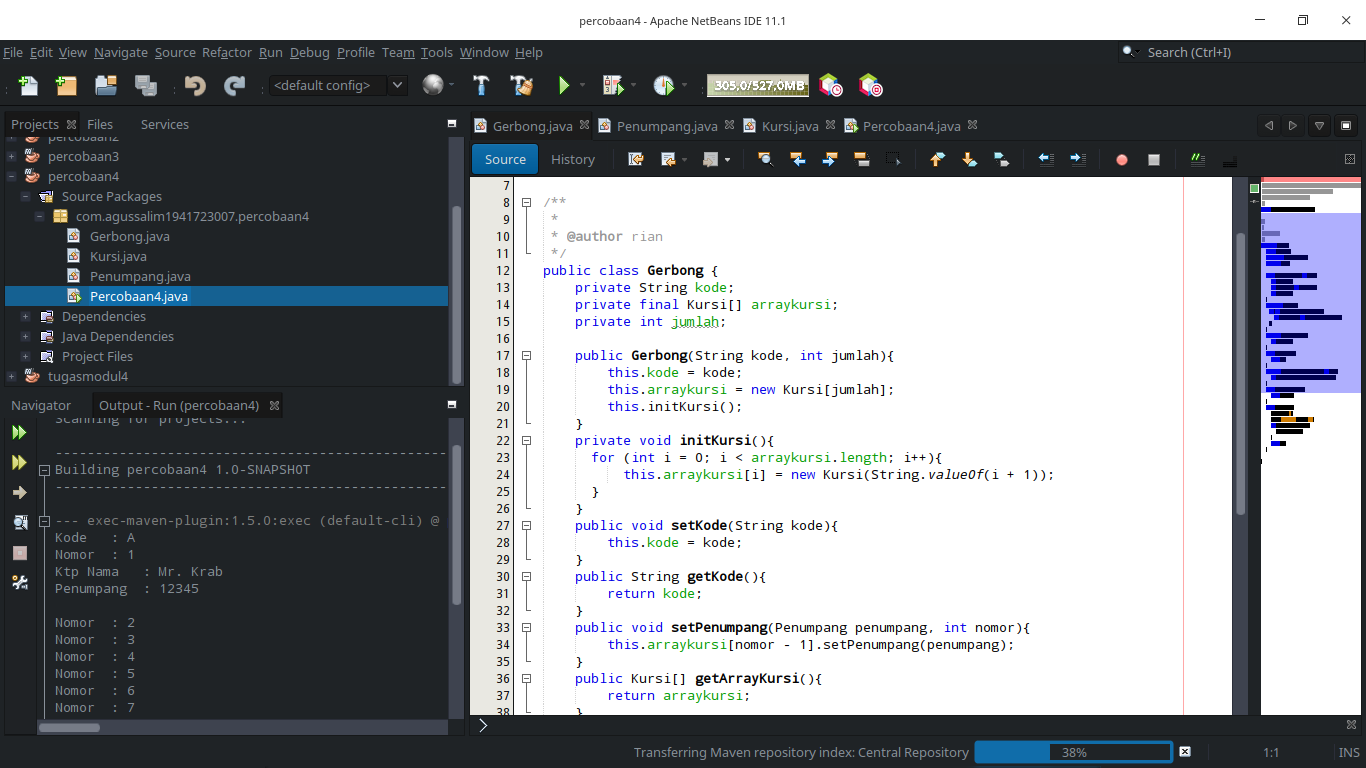 percobaan4 - Apache NetBeans IDE 11.1
File Edit View Navigate Source Refactor Run Debug Profile Team Tools Window Help
Search (Ctrl+I)
<default config>
305,0/527,0MB
Projects Files Services
percobaan2
percobaan3
percobaan4
Source Packages
com.agussalim1941723007.percobaan4
Gerbong.java
Kursi.java
Penumpang.java
Percobaan4.java
Dependencies
Java Dependencies
Project Files
tugasmodul4
Navigator Output - Run (percobaan4)
Scanning for projects...
------------------------------------------------
Building percobaan4 1.0-SNAPSHOT
------------------------------------------------
--- exec-maven-plugin:1.5.0:exec (default-cli) @
Kode   : A
Nomor  : 1
Ktp Nama   : Mr. Krab
Penumpang  : 12345
Nomor  : 2
Nomor  : 3
Nomor  : 4
Nomor  : 5
Nomor  : 6
Nomor  : 7
Gerbong.java Penumpang.java Kursi.java Percobaan4.java
Source History
7
8 /**
9  *
10  * @author rian
11  */
12 public class Gerbong {
13     private String kode;
14     private final Kursi[] arraykursi;
15     private int jumlah;
16
17     public Gerbong(String kode, int jumlah){
18         this.kode = kode;
19         this.arraykursi = new Kursi[jumlah];
20         this.initKursi();
21     }
22     private void initKursi(){
23       for (int i = 0; i < arraykursi.length; i++){
24           this.arraykursi[i] = new Kursi(String.valueOf(i + 1));
25       }
26     }
27     public void setKode(String kode){
28         this.kode = kode;
29     }
30     public String getKode(){
31         return kode;
32     }
33     public void setPenumpang(Penumpang penumpang, int nomor){
34         this.arraykursi[nomor - 1].setPenumpang(penumpang);
35     }
36     public Kursi[] getArrayKursi(){
37         return arraykursi;
38     }
Transferring Maven repository index: Central Repository 38% 1:1 INS